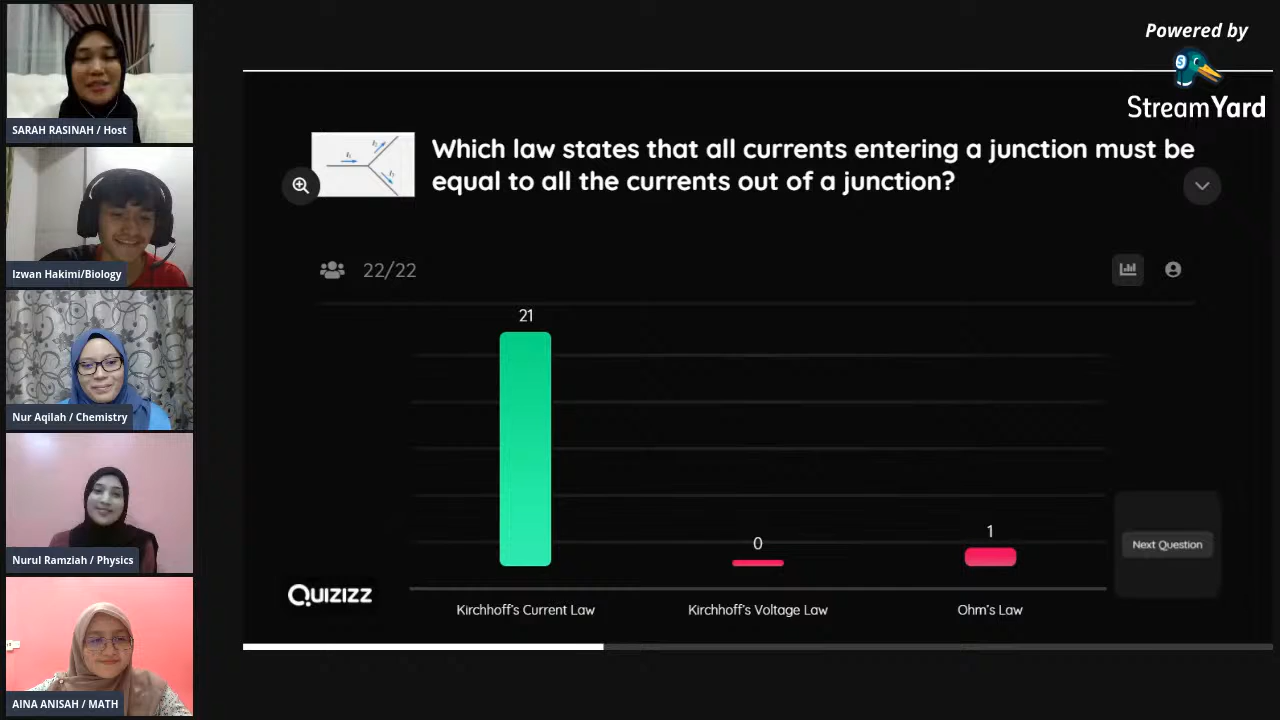 SARAH RASINAH / Host
Izwan Hakimi/Biology
Nur Aqilah / Chemistry
Nurul Ramziah / Physics
AINA ANISAH / MATH
Powered by
S
StreamYard
Which law states that all currents entering a junction must be
equal to all the currents out of a junction?
22/22
21
0
1
Next Question
Quizizz
Kirchhoff's Current Law
Kirchhoff's Voltage Law
Ohm's Law